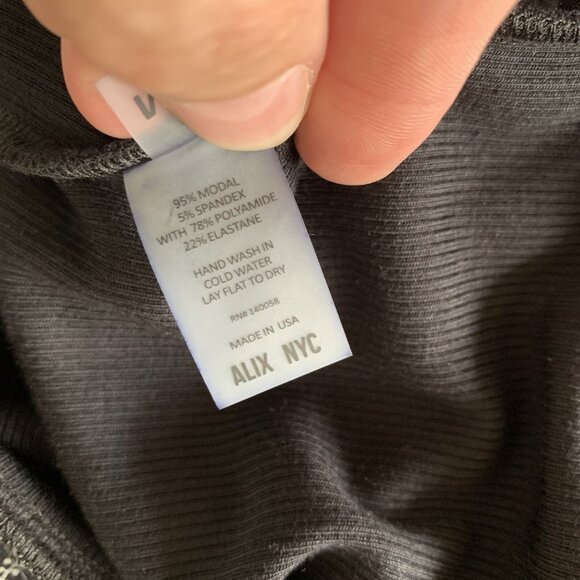 95% MODAL
5% SPANDEX
WITH 78% POLYAMIDE
22% ELASTANE
HAND WASH IN
COLD WATER
LAY FLAT TO DRY
RN# 140058
MADE IN USA
ALIX NYC